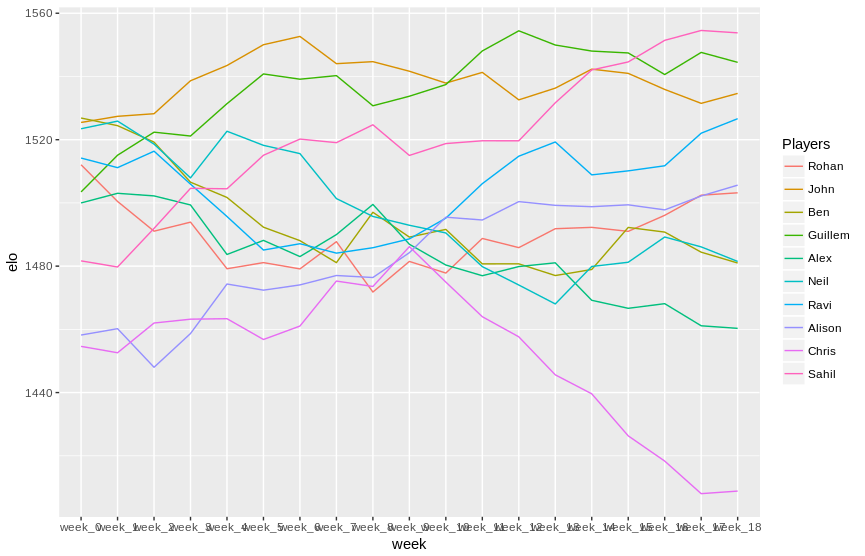 1560
1520
1480
1440
elo
week_0 week_1 week_2 week_3 week_4 week_5 week_6 week_7 week_8 week_9 week_10 week_11 week_12 week_13 week_14 week_15 week_16 week_17 week_18
week
Players
Rohan
John
Ben
Guillem
Alex
Neil
Ravi
Alison
Chris
Sahil